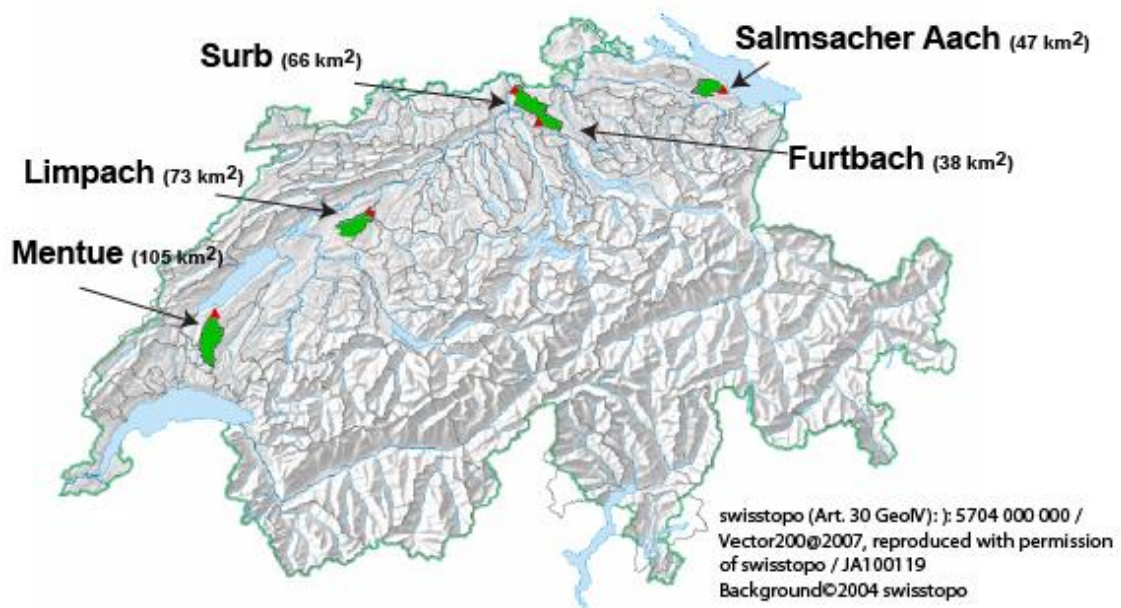 Salmsacher Aach (47 km²)
Surb (66 km²)
Furtbach (38 km²)
Limpach (73 km²)
Mentue (105 km²)
swisstopo (Art. 30 GeoIV): ): 5704 000 000 /
Vector200@2007, reproduced with permission
of swisstopo / JA100119
Background©2004 swisstopo